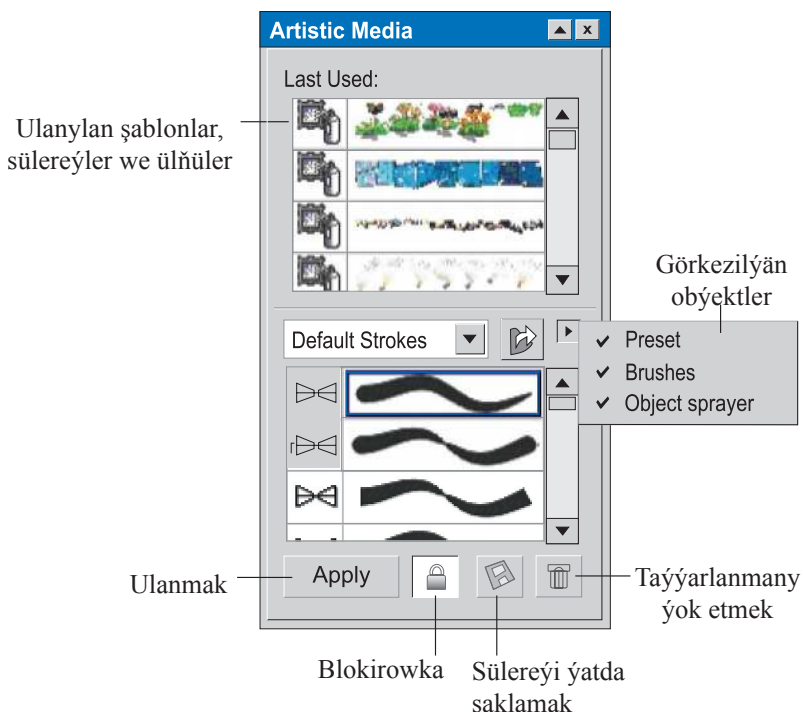 Artistic Media
Last Used:
Ulanylan şablonlar,
sülereýler we ülňüler
Görkezilýän
obýektler
Default Strokes
Preset
Brushes
Object sprayer
Apply
Ulanmak
Taýýarlanmany
ýok etmek
Blokirowka
Sülereýi ýatda
saklamak